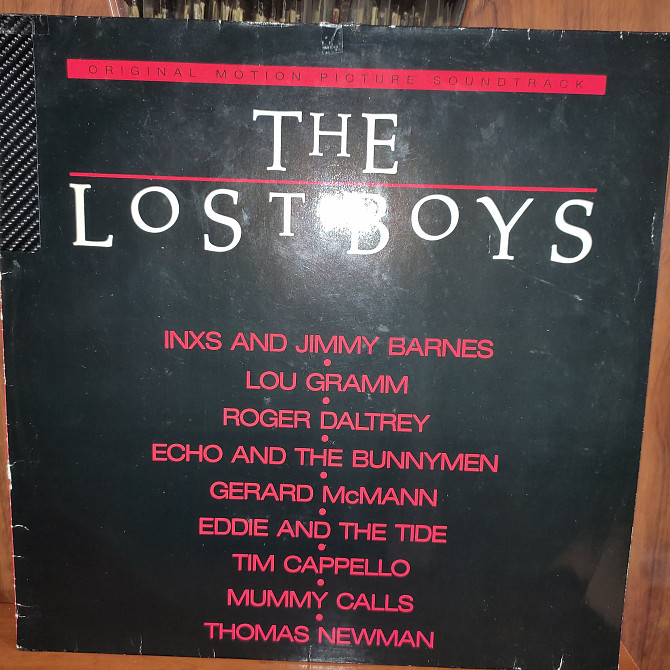 ORIGINAL MOTION PICTURE SOUNDTRACK
THE
LOST BOYS
INXS AND JIMMY BARNES
LOU GRAMM
ROGER DALTREY
ECHO AND THE BUNNYMEN
GERARD McMANN
EDDIE AND THE TIDE
TIM CAPPELLO
MUMMY CALLS
THOMAS NEWMAN